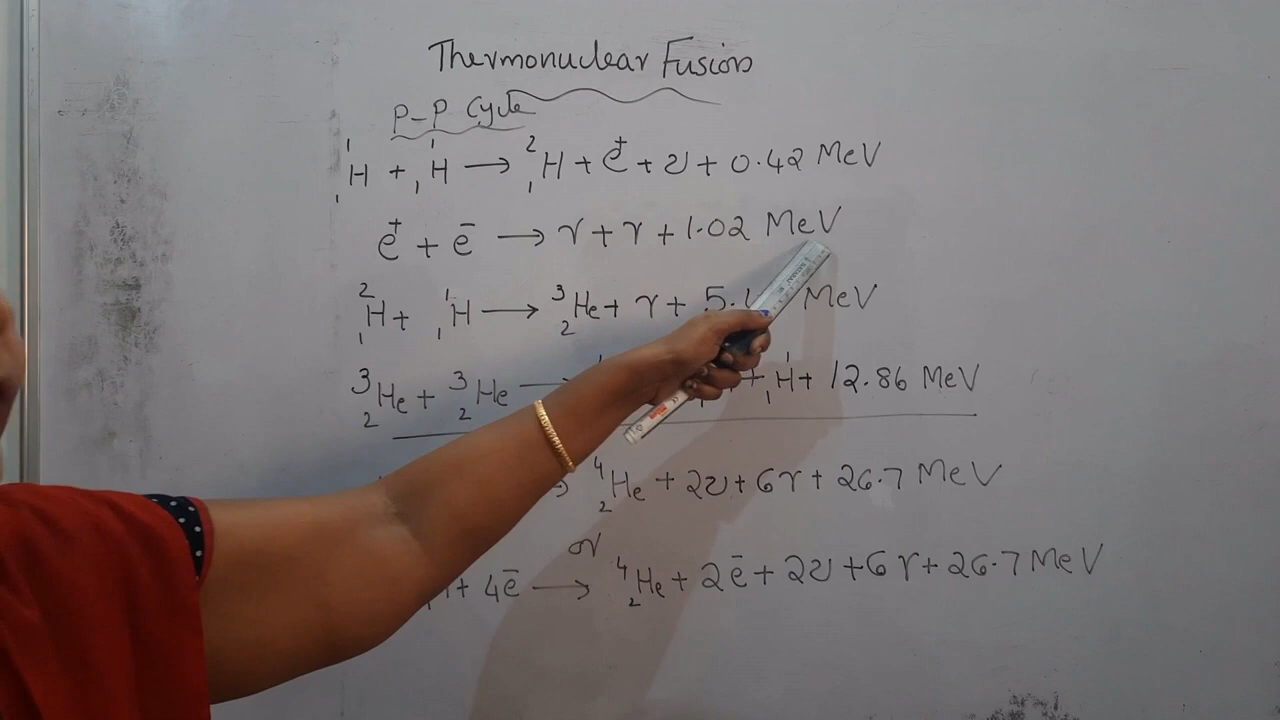 Thermonuclear Fusion
P-P Cycle
¹₁H + ¹₁H → ²₁H + e⁺ + ν + 0.42 MeV
e⁺ + e⁻ → γ + γ + 1.02 MeV
²₁H + ¹₁H → ³₂He + γ + 5. MeV
³₂He + ³₂He → + ¹₁H + 12.86 MeV
→ ⁴₂He + 2ν + 6γ + 26.7 MeV
or
+ 4e⁻ → ⁴₂He + 2e⁻ + 2ν + 6γ + 26.7 MeV